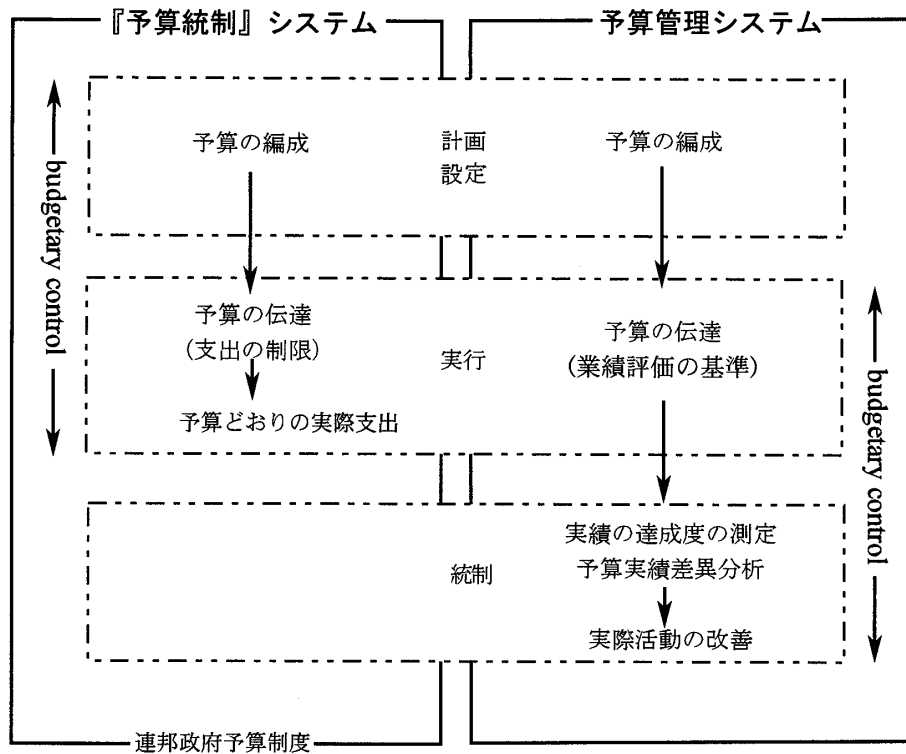 『予算統制』システム
予算管理システム
budgetary control
予算の編成
計画
設定
予算の編成
予算の伝達
(支出の制限)
予算どおりの実際支出
実行
予算の伝達
(業績評価の基準)
budgetary control
統制
実績の達成度の測定
予算実績差異分析
実際活動の改善
連邦政府予算制度